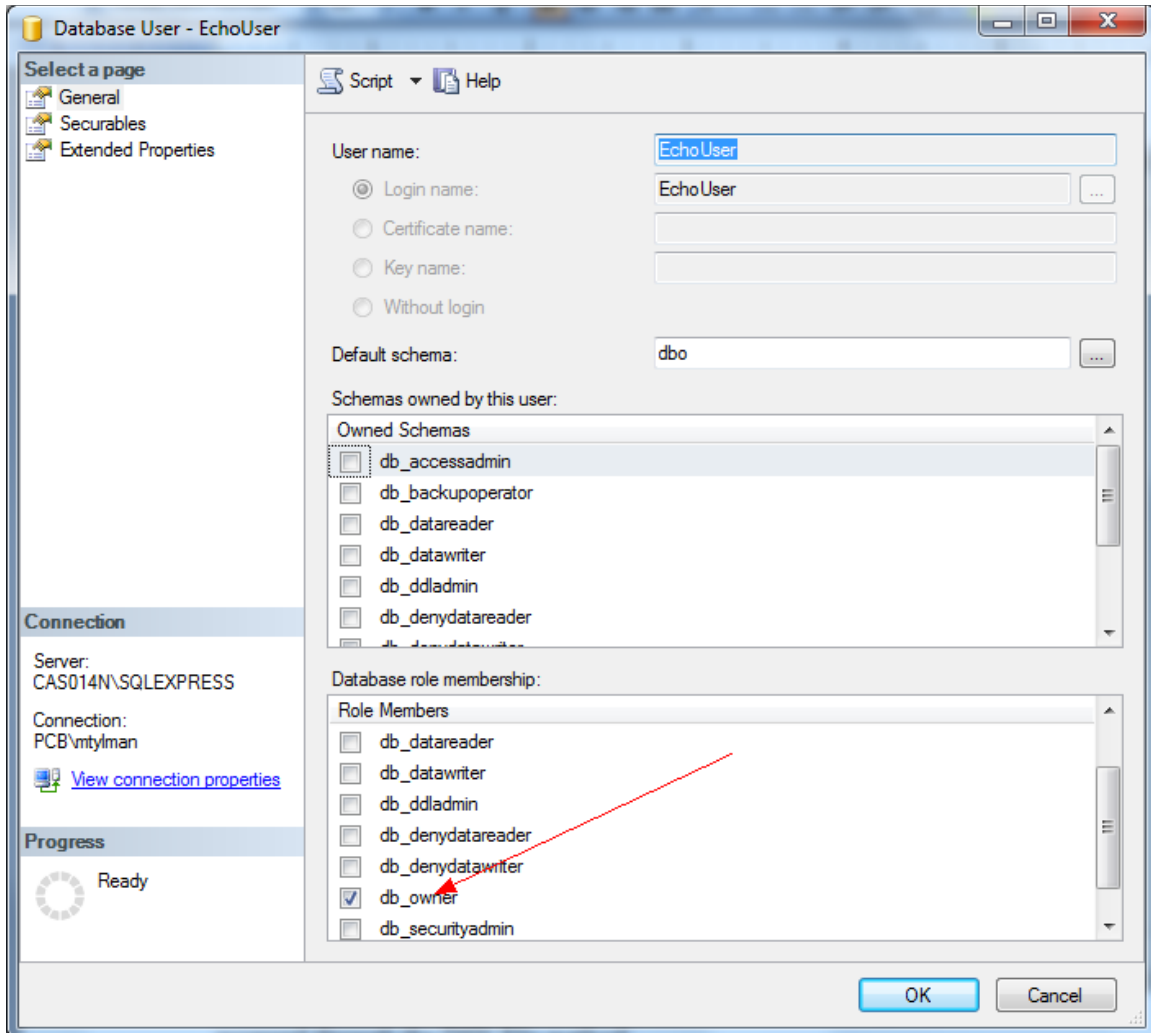 Database User - EchoUser
Select a page
General
Securables
Extended Properties
Script
Help
User name:
EchoUser
Login name:
EchoUser
...
Certificate name:
Key name:
Without login
Default schema:
dbo
...
Schemas owned by this user:
Owned Schemas
db_accessadmin
db_backupoperator
db_datareader
db_datawriter
db_ddladmin
db_denydatareader
db_denydatawriter
Database role membership:
Role Members
db_datareader
db_datawriter
db_ddladmin
db_denydatareader
db_denydatawriter
db_owner
db_securityadmin
Connection
Server:
CAS014N\SQLEXPRESS
Connection:
PCB\mtylman
View connection properties
Progress
Ready
OK
Cancel